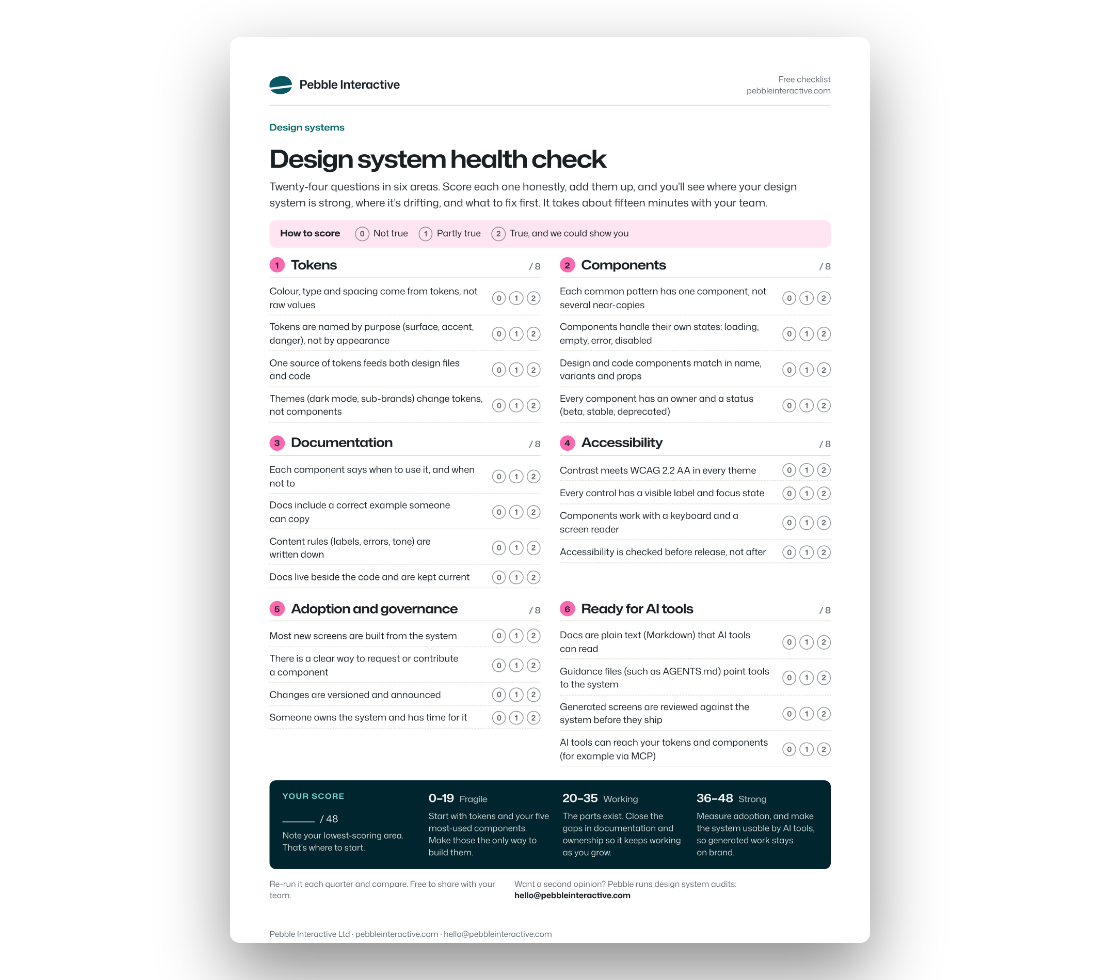 Pebble Interactive
Free checklist
pebbleinteractive.com
Design systems
Design system health check
Twenty-four questions in six areas. Score each one honestly, add them up, and you'll see where your design
system is strong, where it's drifting, and what to fix first. It takes about fifteen minutes with your team.
How to score 0 Not true 1 Partly true 2 True, and we could show you
1 Tokens / 8
Colour, type and spacing come from tokens, not
raw values 0 1 2
Tokens are named by purpose (surface, accent,
danger), not by appearance 0 1 2
One source of tokens feeds both design files
and code 0 1 2
Themes (dark mode, sub-brands) change tokens,
not components 0 1 2
2 Components / 8
Each common pattern has one component, not
several near-copies 0 1 2
Components handle their own states: loading,
empty, error, disabled 0 1 2
Design and code components match in name,
variants and props 0 1 2
Every component has an owner and a status
(beta, stable, deprecated) 0 1 2
3 Documentation / 8
Each component says when to use it, and when
not to 0 1 2
Docs include a correct example someone
can copy 0 1 2
Content rules (labels, errors, tone) are
written down 0 1 2
Docs live beside the code and are kept current 0 1 2
4 Accessibility / 8
Contrast meets WCAG 2.2 AA in every theme 0 1 2
Every control has a visible label and focus state 0 1 2
Components work with a keyboard and a
screen reader 0 1 2
Accessibility is checked before release, not after 0 1 2
5 Adoption and governance / 8
Most new screens are built from the system 0 1 2
There is a clear way to request or contribute
a component 0 1 2
Changes are versioned and announced 0 1 2
Someone owns the system and has time for it 0 1 2
6 Ready for AI tools / 8
Docs are plain text (Markdown) that AI tools
can read 0 1 2
Guidance files (such as AGENTS.md) point tools
to the system 0 1 2
Generated screens are reviewed against the
system before they ship 0 1 2
AI tools can reach your tokens and components
(for example via MCP) 0 1 2
YOUR SCORE
/ 48
Note your lowest-scoring area.
That's where to start.
0–19 Fragile
Start with tokens and your five
most-used components.
Make those the only way to
build them.
20–35 Working
The parts exist. Close the
gaps in documentation and
ownership so it keeps working
as you grow.
36–48 Strong
Measure adoption, and make
the system usable by AI tools,
so generated work stays
on brand.
Re-run it each quarter and compare. Free to share with your
team.
Want a second opinion? Pebble runs design system audits:
hello@pebbleinteractive.com
Pebble Interactive Ltd · pebbleinteractive.com · hello@pebbleinteractive.com